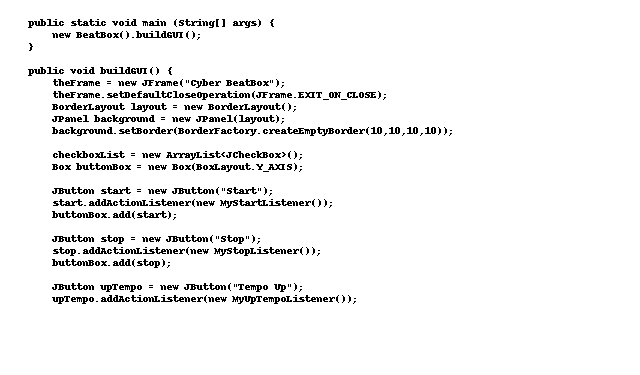 public static void main (String[] args) {
new BeatBox().buildGUI();
}
public void buildGUI() {
theFrame = new JFrame("Cyber BeatBox");
theFrame.setDefaultCloseOperation(JFrame.EXIT_ON_CLOSE);
BorderLayout layout = new BorderLayout();
JPanel background = new JPanel(layout);
background.setBorder(BorderFactory.createEmptyBorder(10,10,10,10));
checkboxList = new ArrayList<JCheckBox>();
Box buttonBox = new Box(BoxLayout.Y_AXIS);
JButton start = new JButton("Start");
start.addActionListener(new MyStartListener());
buttonBox.add(start);
JButton stop = new JButton("Stop");
stop.addActionListener(new MyStopListener());
buttonBox.add(stop);
JButton upTempo = new JButton("Tempo Up");
upTempo.addActionListener(new MyUpTempoListener());